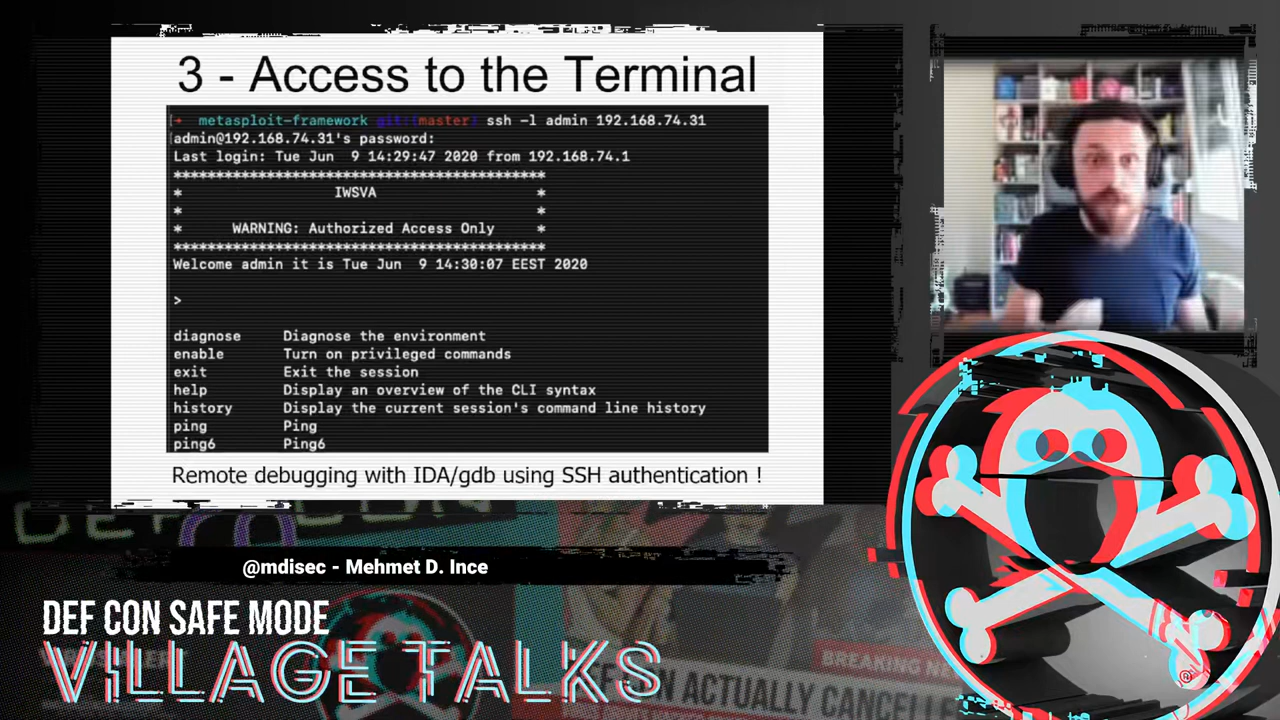 3 - Access to the Terminal
metasploit-framework git:(master) ssh -l admin 192.168.74.31
admin@192.168.74.31's password:
Last login: Tue Jun  9 14:29:47 2020 from 192.168.74.1
********************************************
*                    IWSVA                   *
*                                            *
*      WARNING: Authorized Access Only     *
********************************************
Welcome admin it is Tue Jun  9 14:30:07 EEST 2020
>
diagnose     Diagnose the environment
enable       Turn on privileged commands
exit         Exit the session
help         Display an overview of the CLI syntax
history      Display the current session's command line history
ping         Ping
ping6        Ping6
Remote debugging with IDA/gdb using SSH authentication !
@mdisec - Mehmet D. Ince
DEF CON SAFE MODE
VILLAGE TALKS
DEF CON
BREAKING
CON ACTUALLY
®